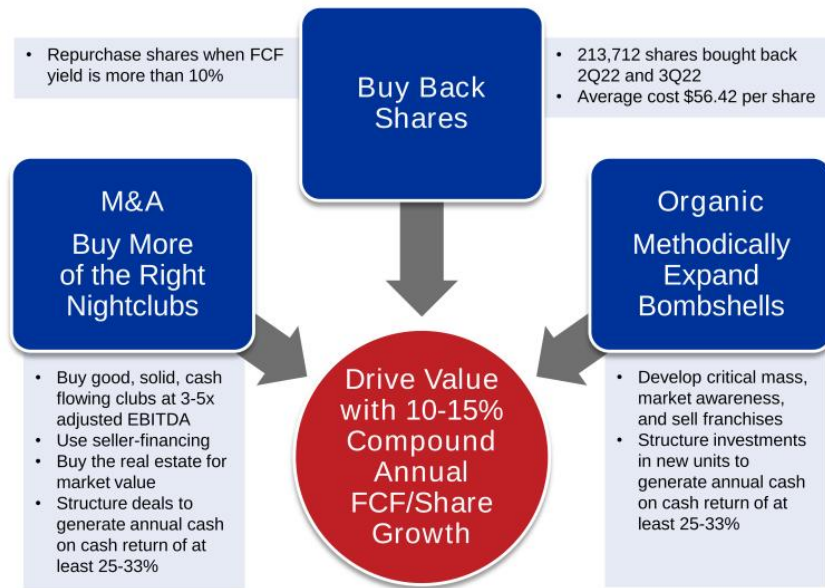 • Repurchase shares when FCF
yield is more than 10%
Buy Back
Shares
• 213,712 shares bought back
2Q22 and 3Q22
• Average cost $56.42 per share
M&A
Buy More
of the Right
Nightclubs
Organic
Methodically
Expand
Bombshells
• Buy good, solid, cash
flowing clubs at 3-5x
adjusted EBITDA
• Use seller-financing
• Buy the real estate for
market value
• Structure deals to
generate annual cash
on cash return of at
least 25-33%
Drive Value
with 10-15%
Compound
Annual
FCF/Share
Growth
• Develop critical mass,
market awareness,
and sell franchises
• Structure investments
in new units to
generate annual cash
on cash return of at
least 25-33%